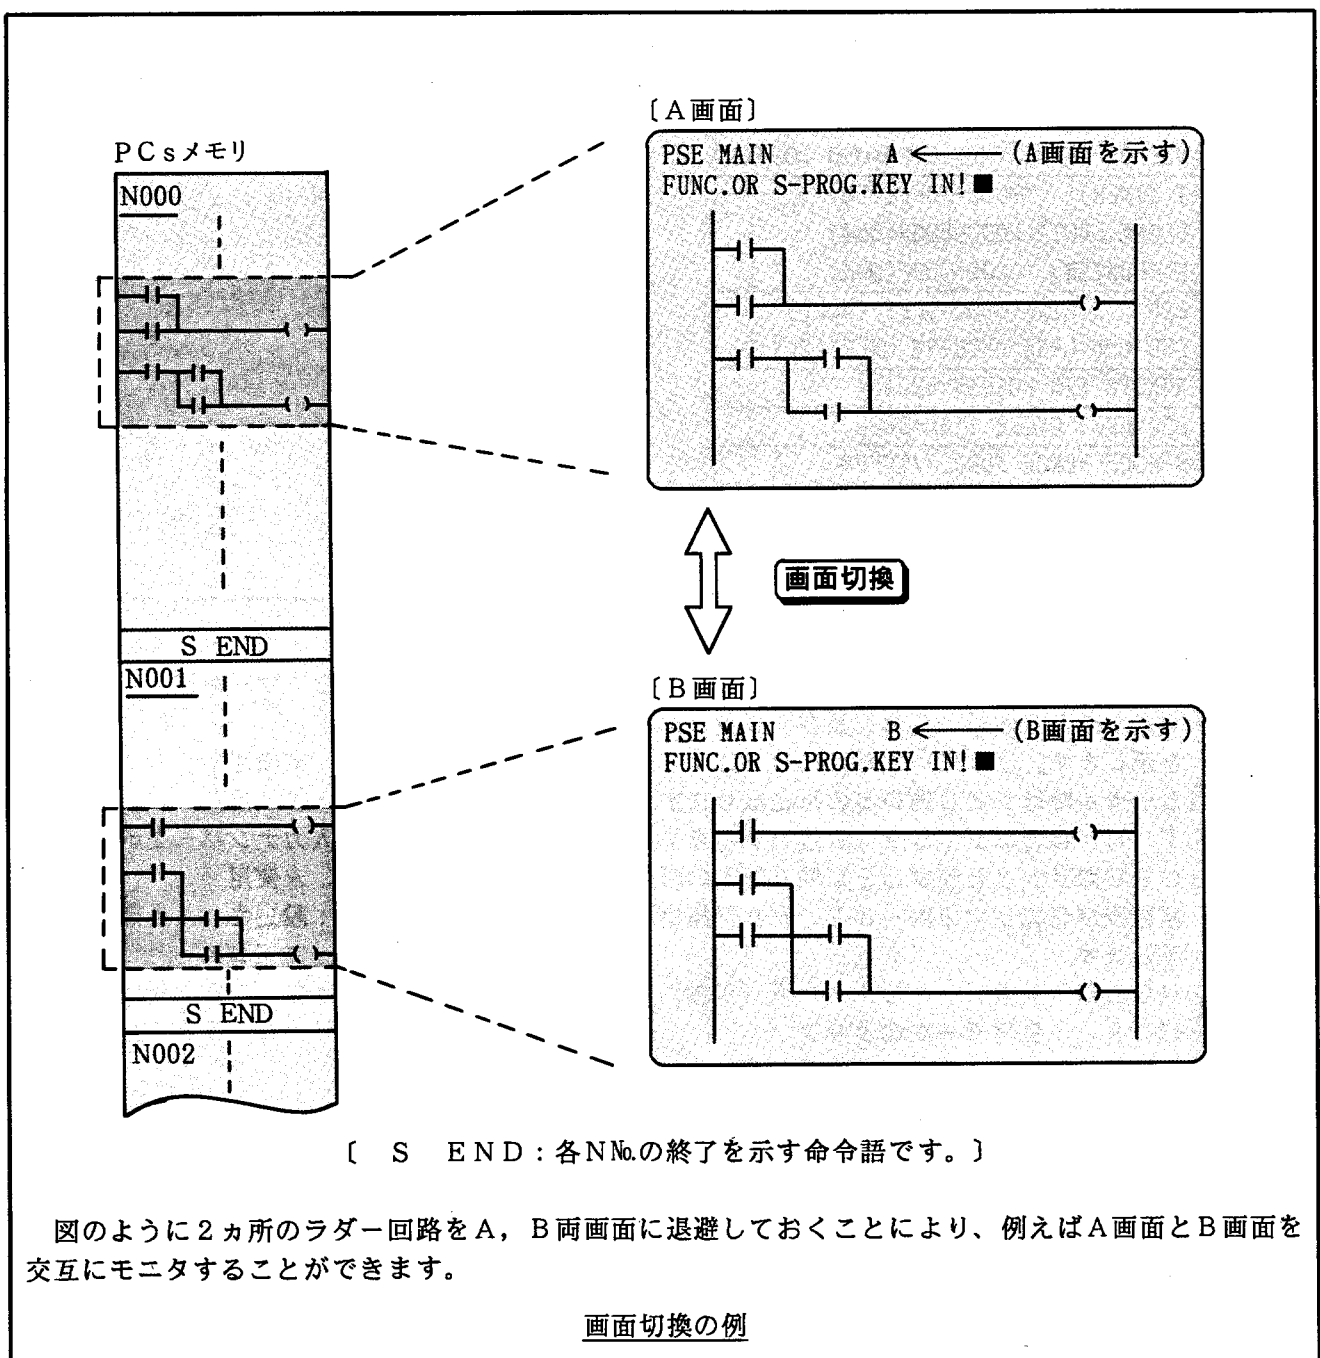 PCsメモリ
N000
S END
N001
S END
N002
〔A画面〕
PSE MAIN A ← (A画面を示す)
FUNC.OR S-PROG.KEY IN!■
画面切換
〔B画面〕
PSE MAIN B ← (B画面を示す)
FUNC.OR S-PROG.KEY IN!■
〔 S END:各N№の終了を示す命令語です。〕
図のように2ヵ所のラダー回路をA,B両画面に退避しておくことにより、例えばA画面とB画面を
交互にモニタすることができます。
画面切換の例